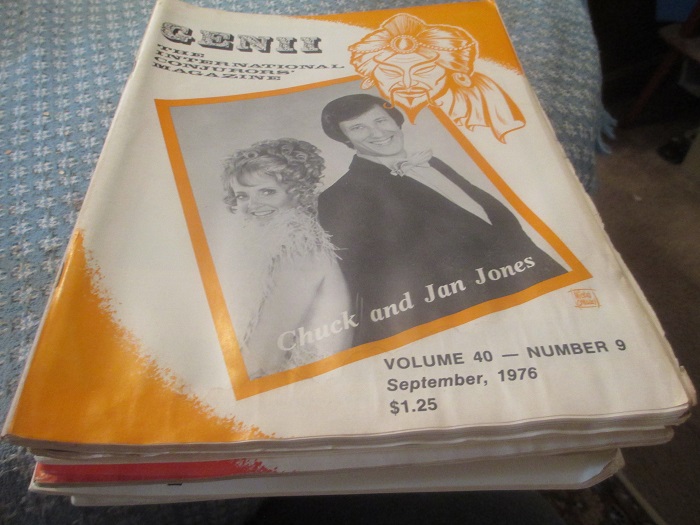 GENII
THE
INTERNATIONAL
CONJURORS'
MAGAZINE
Chuck and Jan Jones
VOLUME 40 — NUMBER 9
September, 1976
$1.25